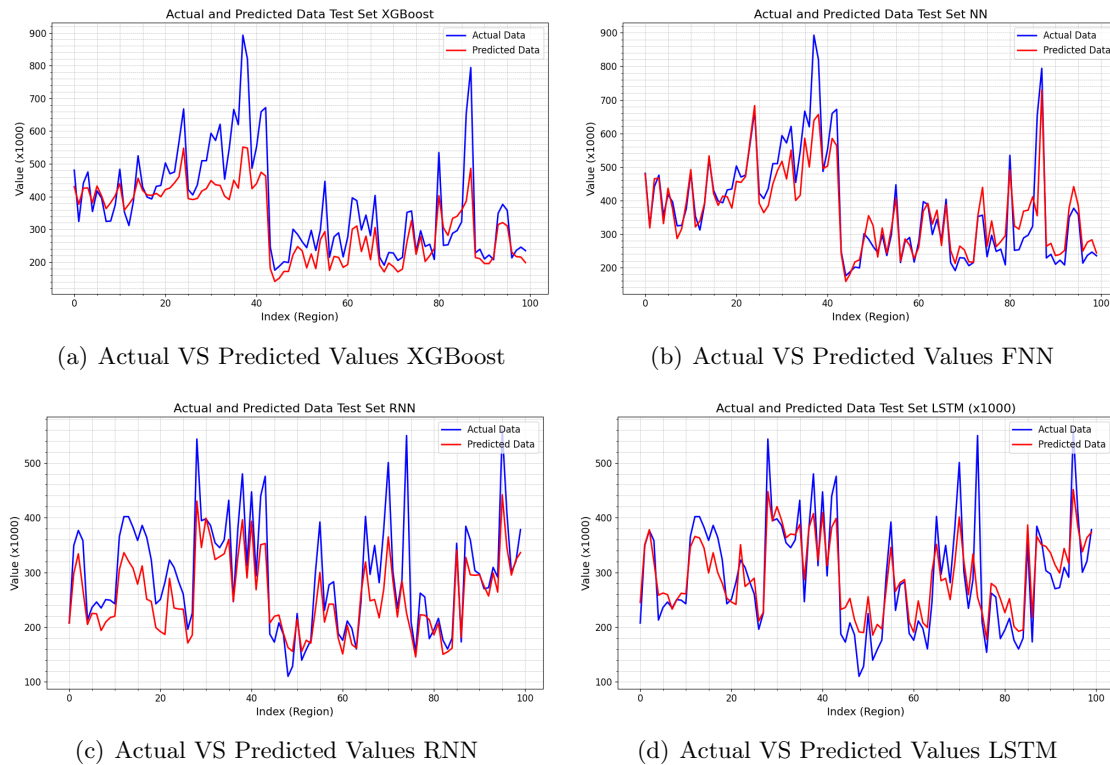 Actual and Predicted Data Test Set XGBoost
Actual Data
Predicted Data
Value (x1000)
900
800
700
600
500
400
300
200
0
20
40
60
80
100
Index (Region)
(a) Actual VS Predicted Values XGBoost
Actual and Predicted Data Test Set NN
Actual Data
Predicted Data
Value (x1000)
900
800
700
600
500
400
300
200
0
20
40
60
80
100
Index (Region)
(b) Actual VS Predicted Values FNN
Actual and Predicted Data Test Set RNN
Actual Data
Predicted Data
Value (x1000)
500
400
300
200
100
0
20
40
60
80
100
Index (Region)
(c) Actual VS Predicted Values RNN
Actual and Predicted Data Test Set LSTM (x1000)
Actual Data
Predicted Data
Value (x1000)
500
400
300
200
100
0
20
40
60
80
100
Index (Region)
(d) Actual VS Predicted Values LSTM